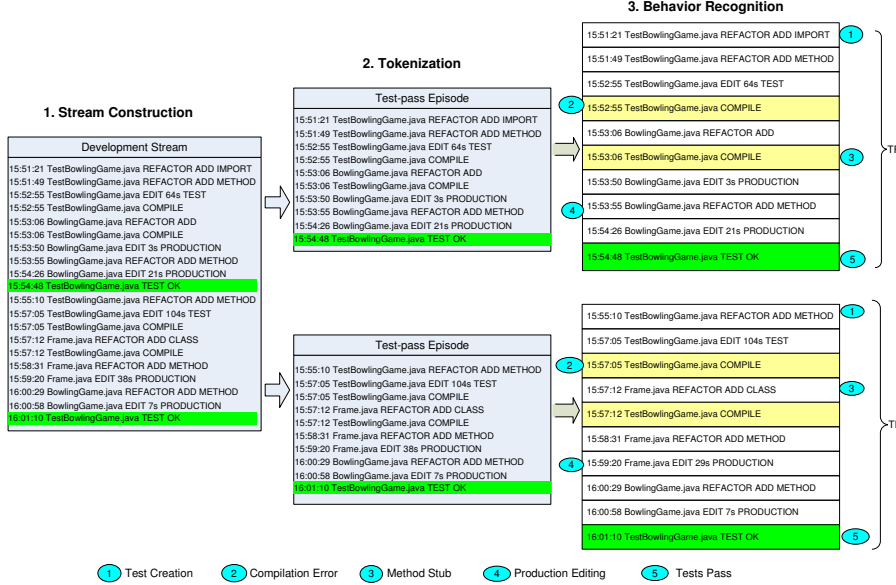 1. Stream Construction
Development Stream
15:51:21 TestBowlingGame.java REFACTOR ADD IMPORT
15:51:49 TestBowlingGame.java REFACTOR ADD METHOD
15:52:55 TestBowlingGame.java EDIT 64s TEST
15:52:55 TestBowlingGame.java COMPILE
15:53:06 BowlingGame.java REFACTOR ADD
15:53:06 TestBowlingGame.java COMPILE
15:53:50 BowlingGame.java EDIT 3s PRODUCTION
15:53:55 BowlingGame.java REFACTOR ADD METHOD
15:54:26 BowlingGame.java EDIT 21s PRODUCTION
15:54:48 TestBowlingGame.java TEST OK
15:55:10 TestBowlingGame.java REFACTOR ADD METHOD
15:57:05 TestBowlingGame.java EDIT 104s TEST
15:57:05 TestBowlingGame.java COMPILE
15:57:12 Frame.java REFACTOR ADD CLASS
15:57:12 TestBowlingGame.java COMPILE
15:58:31 Frame.java REFACTOR ADD METHOD
15:59:20 Frame.java EDIT 38s PRODUCTION
16:00:29 BowlingGame.java REFACTOR ADD METHOD
16:00:58 BowlingGame.java EDIT 7s PRODUCTION
16:01:10 TestBowlingGame.java TEST OK
2. Tokenization
Test-pass Episode
15:51:21 TestBowlingGame.java REFACTOR ADD IMPORT
15:51:49 TestBowlingGame.java REFACTOR ADD METHOD
15:52:55 TestBowlingGame.java EDIT 64s TEST
15:52:55 TestBowlingGame.java COMPILE
15:53:06 BowlingGame.java REFACTOR ADD
15:53:06 TestBowlingGame.java COMPILE
15:53:50 BowlingGame.java EDIT 3s PRODUCTION
15:53:55 BowlingGame.java REFACTOR ADD METHOD
15:54:26 BowlingGame.java EDIT 21s PRODUCTION
15:54:48 TestBowlingGame.java TEST OK
Test-pass Episode
15:55:10 TestBowlingGame.java REFACTOR ADD METHOD
15:57:05 TestBowlingGame.java EDIT 104s TEST
15:57:05 TestBowlingGame.java COMPILE
15:57:12 Frame.java REFACTOR ADD CLASS
15:57:12 TestBowlingGame.java COMPILE
15:58:31 Frame.java REFACTOR ADD METHOD
15:59:20 Frame.java EDIT 38s PRODUCTION
16:00:29 BowlingGame.java REFACTOR ADD METHOD
16:00:58 BowlingGame.java EDIT 7s PRODUCTION
16:01:10 TestBowlingGame.java TEST OK
3. Behavior Recognition
15:51:21 TestBowlingGame.java REFACTOR ADD IMPORT 1
15:51:49 TestBowlingGame.java REFACTOR ADD METHOD
15:52:55 TestBowlingGame.java EDIT 64s TEST
2 15:52:55 TestBowlingGame.java COMPILE
15:53:06 BowlingGame.java REFACTOR ADD
15:53:06 TestBowlingGame.java COMPILE 3
15:53:50 BowlingGame.java EDIT 3s PRODUCTION
4 15:53:55 BowlingGame.java REFACTOR ADD METHOD
15:54:26 BowlingGame.java EDIT 21s PRODUCTION
15:54:48 TestBowlingGame.java TEST OK 5
15:55:10 TestBowlingGame.java REFACTOR ADD METHOD 1
15:57:05 TestBowlingGame.java EDIT 104s TEST
2 15:57:05 TestBowlingGame.java COMPILE
15:57:12 Frame.java REFACTOR ADD CLASS 3
15:57:12 TestBowlingGame.java COMPILE
15:58:31 Frame.java REFACTOR ADD METHOD
4 15:59:20 Frame.java EDIT 29s PRODUCTION
16:00:29 BowlingGame.java REFACTOR ADD METHOD
16:00:58 BowlingGame.java EDIT 7s PRODUCTION
16:01:10 TestBowlingGame.java TEST OK 5
1 Test Creation 2 Compilation Error 3 Method Stub 4 Production Editing 5 Tests Pass